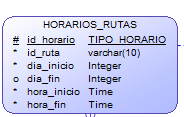 HORARIOS_RUTAS
# id_horario TIPO_HORARIO
* id_ruta varchar(10)
* dia_inicio Integer
o dia_fin Integer
* hora_inicio Time
* hora_fin Time